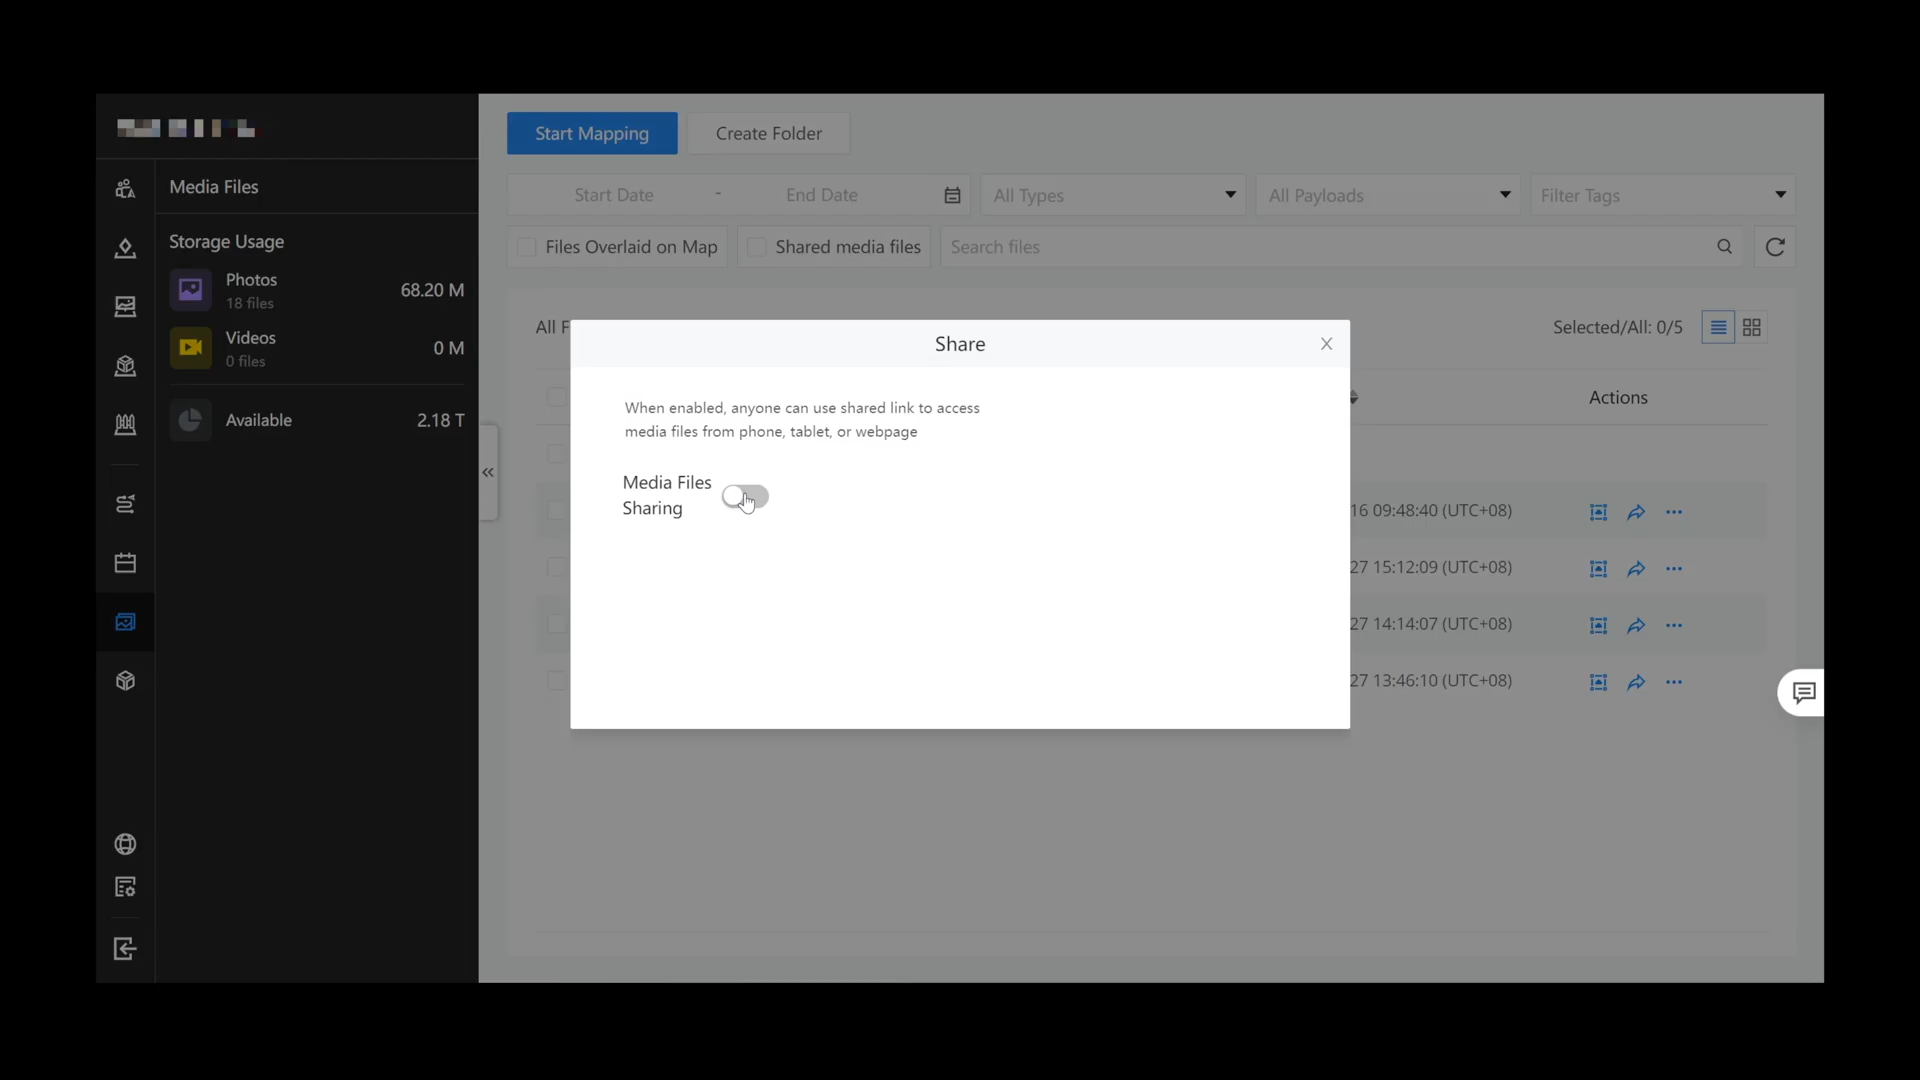 Start Mapping
Create Folder
Media Files
Start Date - End Date
All Types
All Payloads
Filter Tags
Storage Usage
Files Overlaid on Map
Shared media files
Search files
Photos
18 files
68.20 M
Videos
0 files
0 M
Available
2.18 T
All F
Selected/All: 0/5
Share
Actions
When enabled, anyone can use shared link to access
media files from phone, tablet, or webpage
Media Files
Sharing
16 09:48:40 (UTC+08)
27 15:12:09 (UTC+08)
27 14:14:07 (UTC+08)
27 13:46:10 (UTC+08)